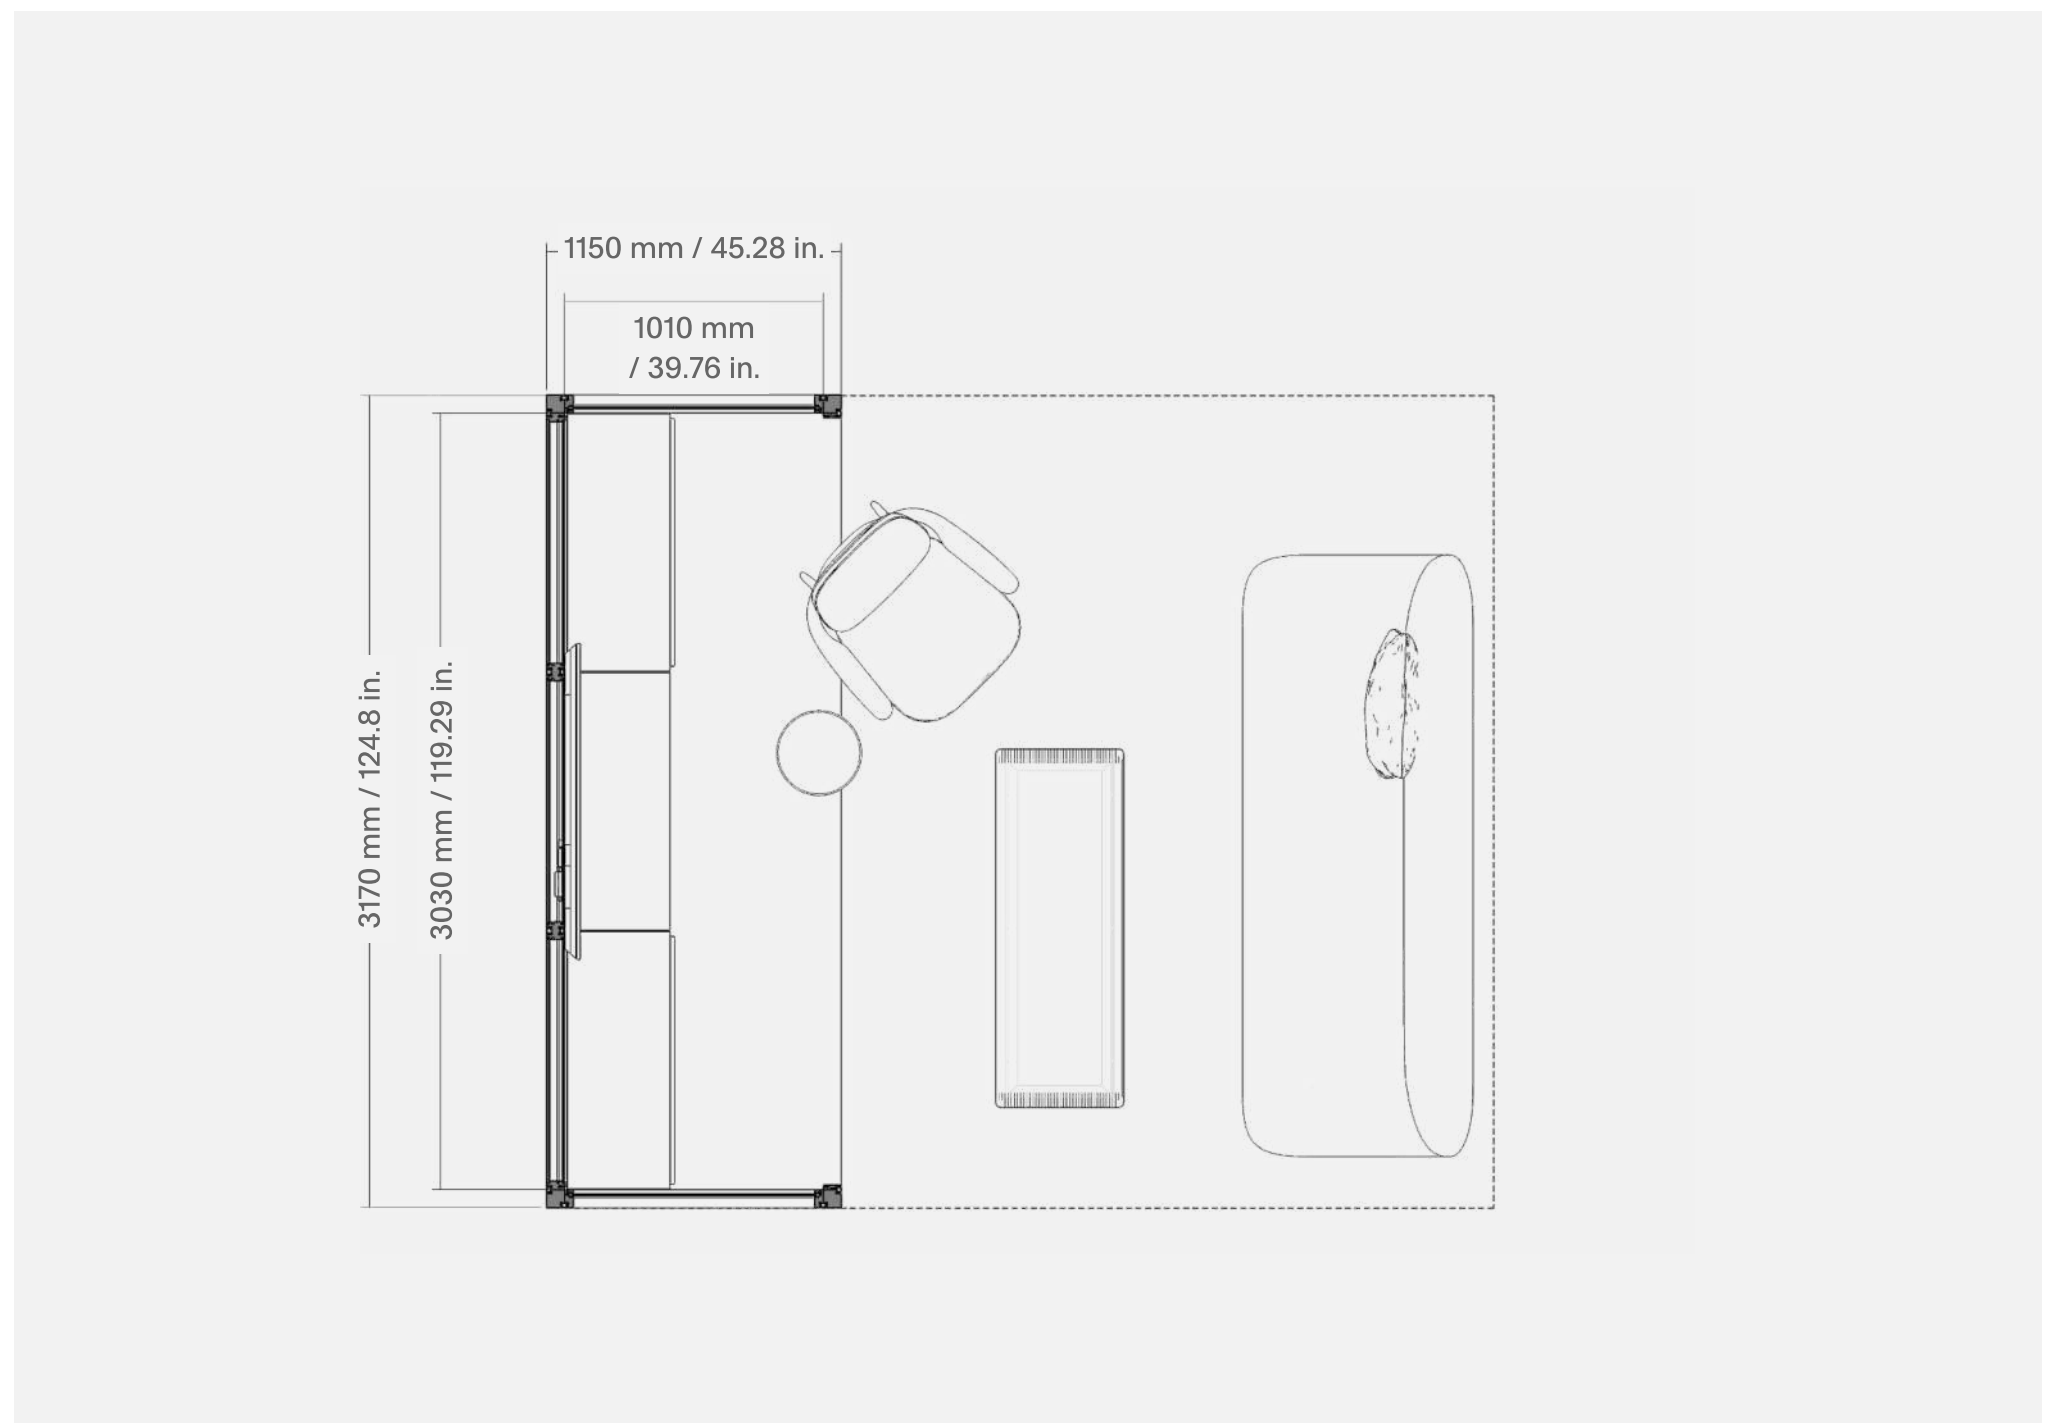 1150 mm / 45.28 in.
1010 mm
/ 39.76 in.
3170 mm / 124.8 in.
3030 mm / 119.29 in.